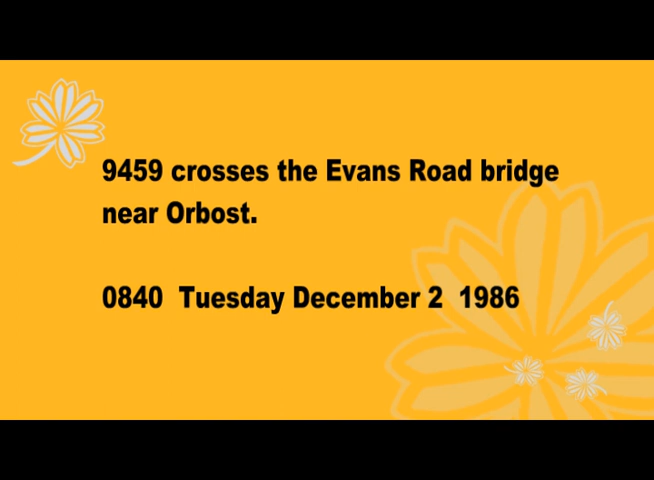 9459 crosses the Evans Road bridge
near Orbost.
0840 Tuesday December 2 1986